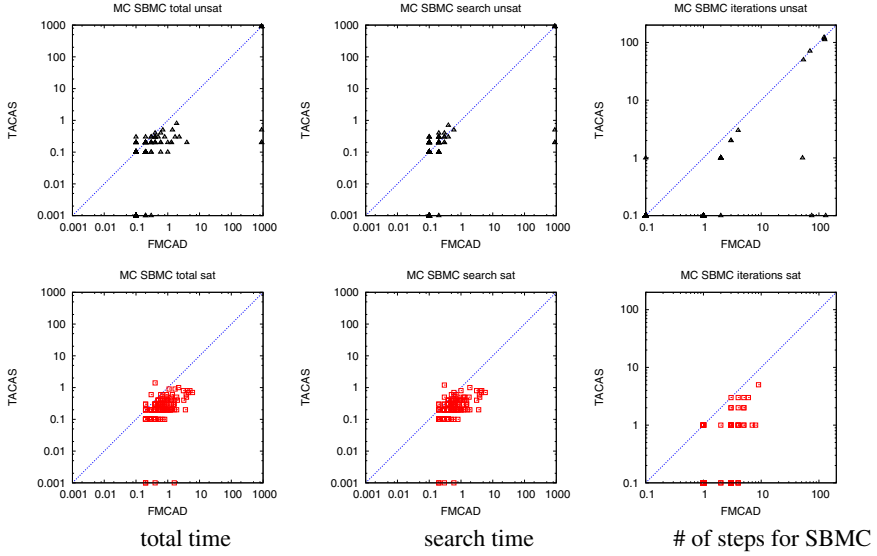 MC SBMC total unsat
TACAS
1000
100
10
1
0.1
0.01
0.001
0.001 0.01 0.1 1 10 100 1000
FMCAD
MC SBMC search unsat
TACAS
1000
100
10
1
0.1
0.01
0.001
0.001 0.01 0.1 1 10 100 1000
FMCAD
MC SBMC iterations unsat
TACAS
100
10
1
0.1
0.1 1 10 100
FMCAD
MC SBMC total sat
TACAS
1000
100
10
1
0.1
0.01
0.001
0.001 0.01 0.1 1 10 100 1000
FMCAD
MC SBMC search sat
TACAS
1000
100
10
1
0.1
0.01
0.001
0.001 0.01 0.1 1 10 100 1000
FMCAD
MC SBMC iterations sat
TACAS
100
10
1
0.1
0.1 1 10 100
FMCAD
total time
search time
# of steps for SBMC